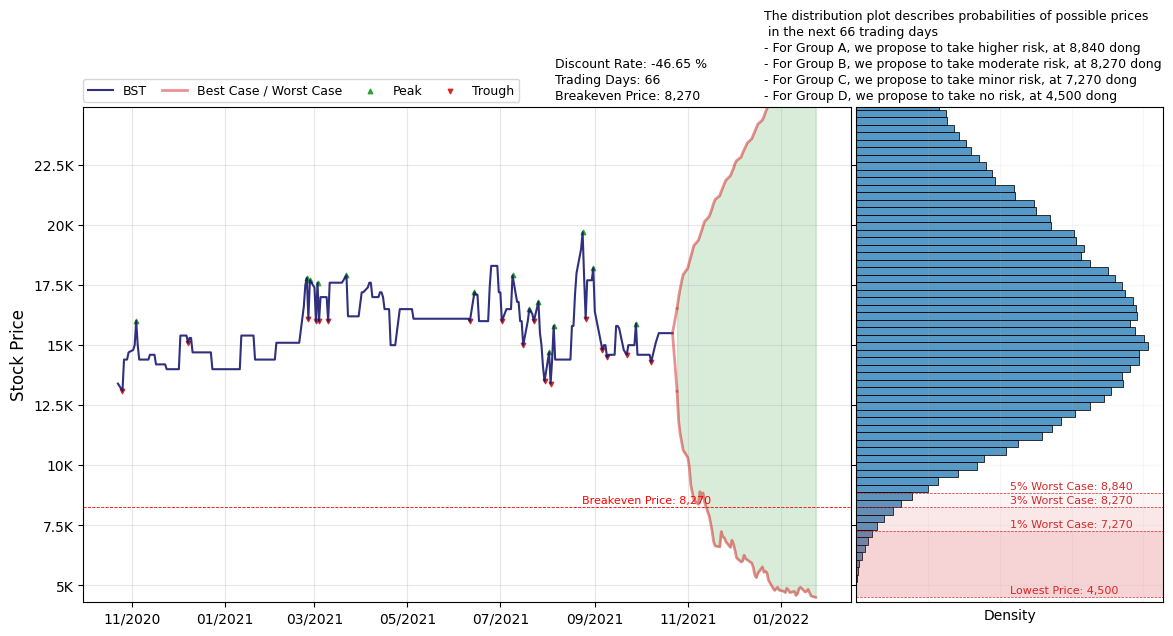 The distribution plot describes probabilities of possible prices
in the next 66 trading days
- For Group A, we propose to take higher risk, at 8,840 dong
- For Group B, we propose to take moderate risk, at 8,270 dong
- For Group C, we propose to take minor risk, at 7,270 dong
- For Group D, we propose to take no risk, at 4,500 dong
Discount Rate: -46.65 %
Trading Days: 66
Breakeven Price: 8,270
BST
Best Case / Worst Case
Peak
Trough
Stock Price
22.5K
20K
17.5K
15K
12.5K
10K
7.5K
5K
Breakeven Price: 8,270
5% Worst Case: 8,840
3% Worst Case: 8,270
1% Worst Case: 7,270
Lowest Price: 4,500
11/2020
01/2021
03/2021
05/2021
07/2021
09/2021
11/2021
01/2022
Density